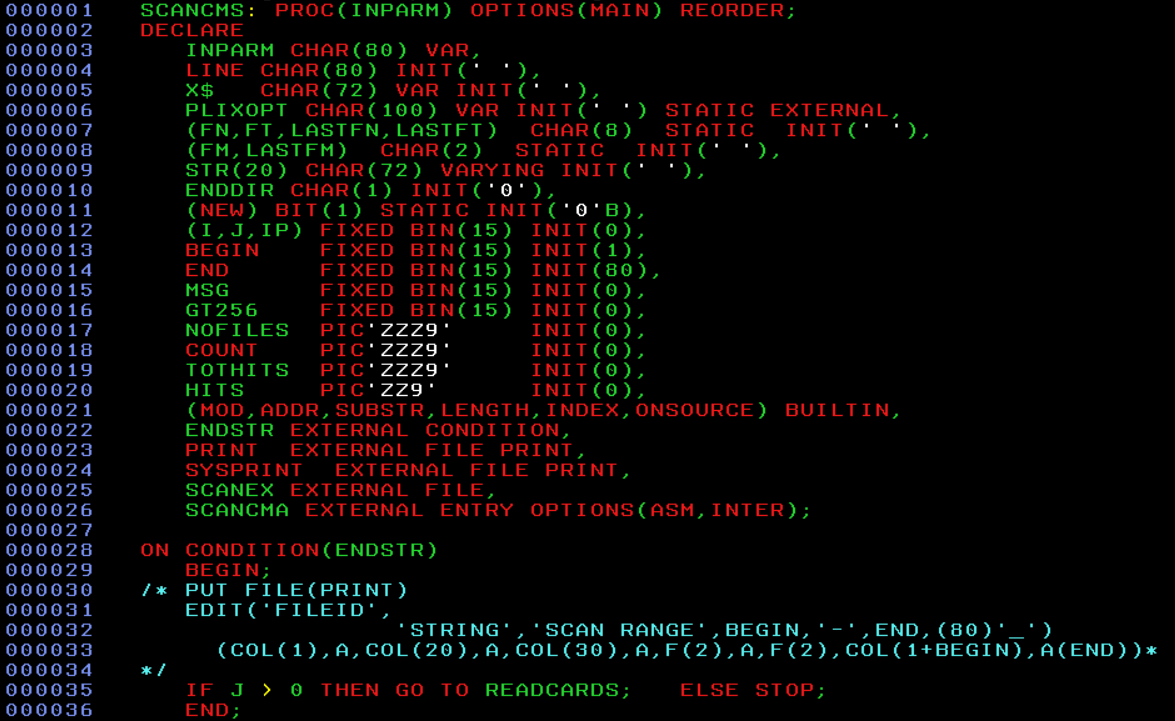 000001   SCANCMS: PROC(INPARM) OPTIONS(MAIN) REORDER;
000002   DECLARE
000003      INPARM CHAR(80) VAR,
000004      LINE CHAR(80) INIT(' '),
000005      X$   CHAR(72) VAR INIT(' '),
000006      PLIXOPT CHAR(100) VAR INIT(' ') STATIC EXTERNAL,
000007      (FN,FT,LASTFN,LASTFT)  CHAR(8)  STATIC  INIT(' '),
000008      (FM,LASTFM)  CHAR(2)  STATIC  INIT(' '),
000009      STR(20) CHAR(72) VARYING INIT(' '),
000010      ENDDIR CHAR(1) INIT('0'),
000011      (NEW) BIT(1) STATIC INIT('0'B),
000012      (I,J,IP) FIXED BIN(15) INIT(0),
000013      BEGIN    FIXED BIN(15) INIT(1),
000014      END      FIXED BIN(15) INIT(80),
000015      MSG      FIXED BIN(15) INIT(0),
000016      GT256    FIXED BIN(15) INIT(0),
000017      NOFILES  PIC'ZZZ9'     INIT(0),
000018      COUNT    PIC'ZZZ9'     INIT(0),
000019      TOTHITS  PIC'ZZZ9'     INIT(0),
000020      HITS     PIC'ZZ9'      INIT(0),
000021      (MOD,ADDR,SUBSTR,LENGTH,INDEX,ONSOURCE) BUILTIN,
000022      ENDSTR EXTERNAL CONDITION,
000023      PRINT  EXTERNAL FILE PRINT,
000024      SYSPRINT  EXTERNAL FILE PRINT,
000025      SCANEX EXTERNAL FILE,
000026      SCANCMA EXTERNAL ENTRY OPTIONS(ASM,INTER);
000027
000028   ON CONDITION(ENDSTR)
000029      BEGIN;
000030   /* PUT FILE(PRINT)
000031      EDIT('FILEID',
000032                    'STRING','SCAN RANGE',BEGIN,'-',END,(80)'_')
000033        (COL(1),A,COL(20),A,COL(30),A,F(2),A,F(2),COL(1+BEGIN),A(END))*
000034   */
000035      IF J > 0 THEN GO TO READCARDS;   ELSE STOP;
000036      END;